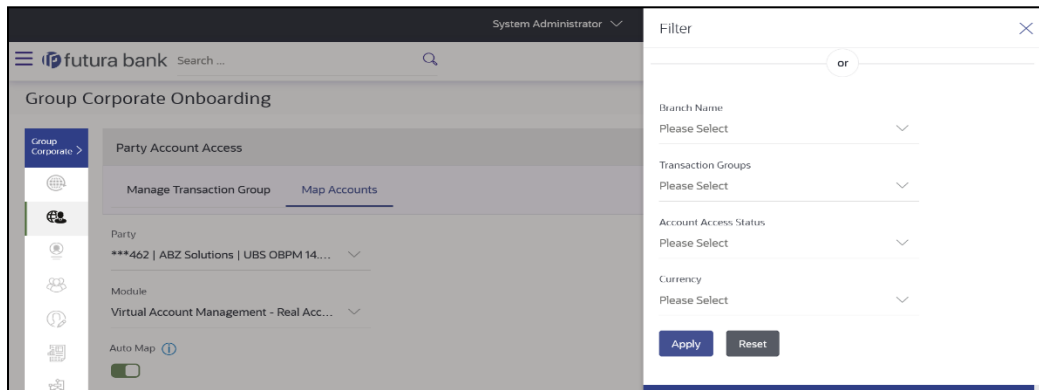 System Administrator
futura bank Search ...
Group Corporate Onboarding
Group
Corporate >
Party Account Access
Manage Transaction Group Map Accounts
Party
***462 | ABZ Solutions | UBS OBPM 14....
Module
Virtual Account Management - Real Acc...
Auto Map
Filter
or
Branch Name
Please Select
Transaction Groups
Please Select
Account Access Status
Please Select
Currency
Please Select
Apply Reset